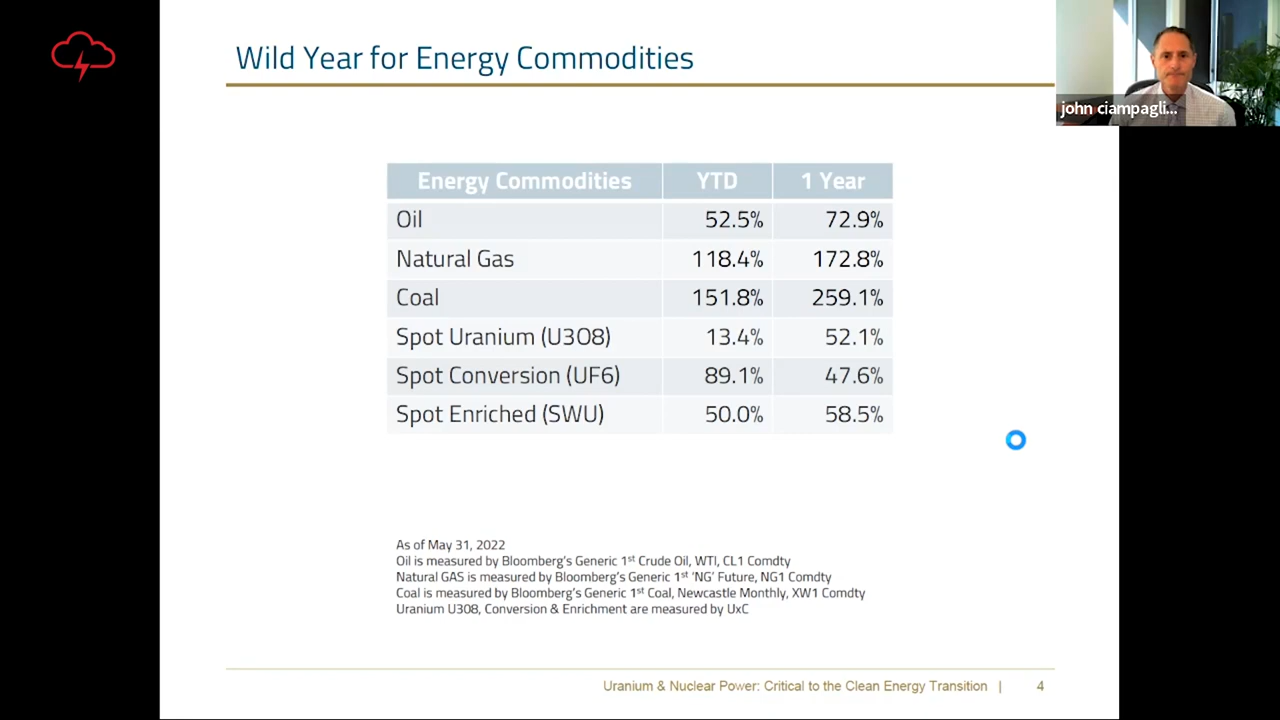 Wild Year for Energy Commodities
john ciampagli...
Energy Commodities YTD 1 Year
Oil 52.5% 72.9%
Natural Gas 118.4% 172.8%
Coal 151.8% 259.1%
Spot Uranium (U3O8) 13.4% 52.1%
Spot Conversion (UF6) 89.1% 47.6%
Spot Enriched (SWU) 50.0% 58.5%
As of May 31, 2022
Oil is measured by Bloomberg's Generic 1st Crude Oil, WTI, CL1 Comdty
Natural GAS is measured by Bloomberg's Generic 1st 'NG' Future, NG1 Comdty
Coal is measured by Bloomberg's Generic 1st Coal, Newcastle Monthly, XW1 Comdty
Uranium U308, Conversion & Enrichment are measured by UxC
Uranium & Nuclear Power: Critical to the Clean Energy Transition | 4